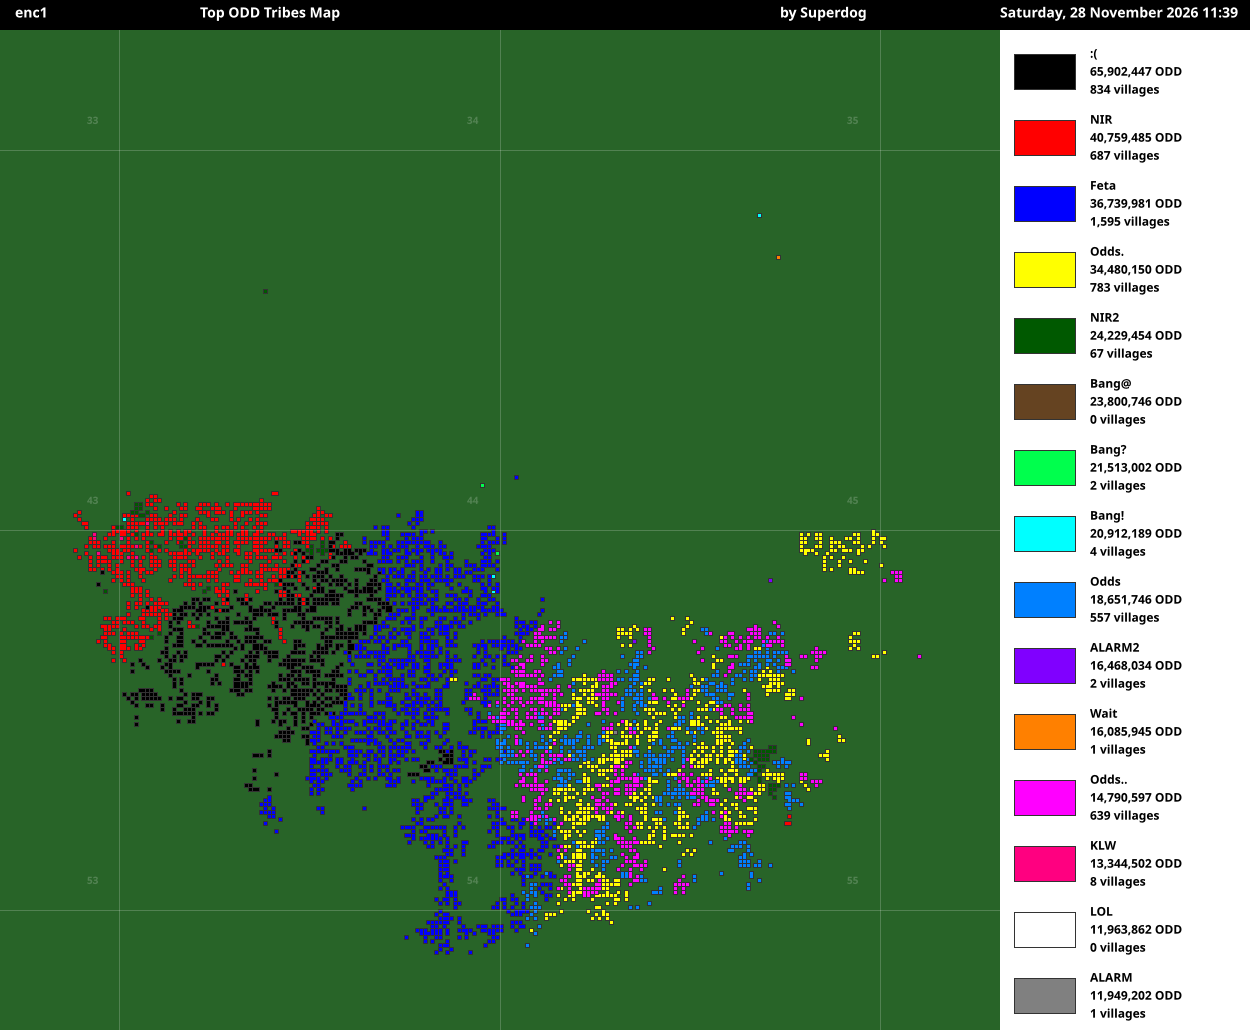 enc1 Top ODD Tribes Map by Superdog Saturday, 28 November 2026 11:39
33 34 35
43 44 45
53 54 55
:(
65,902,447 ODD
834 villages
NIR
40,759,485 ODD
687 villages
Feta
36,739,981 ODD
1,595 villages
Odds.
34,480,150 ODD
783 villages
NIR2
24,229,454 ODD
67 villages
Bang@
23,800,746 ODD
0 villages
Bang?
21,513,002 ODD
2 villages
Bang!
20,912,189 ODD
4 villages
Odds
18,651,746 ODD
557 villages
ALARM2
16,468,034 ODD
2 villages
Wait
16,085,945 ODD
1 villages
Odds..
14,790,597 ODD
639 villages
KLW
13,344,502 ODD
8 villages
LOL
11,963,862 ODD
0 villages
ALARM
11,949,202 ODD
1 villages